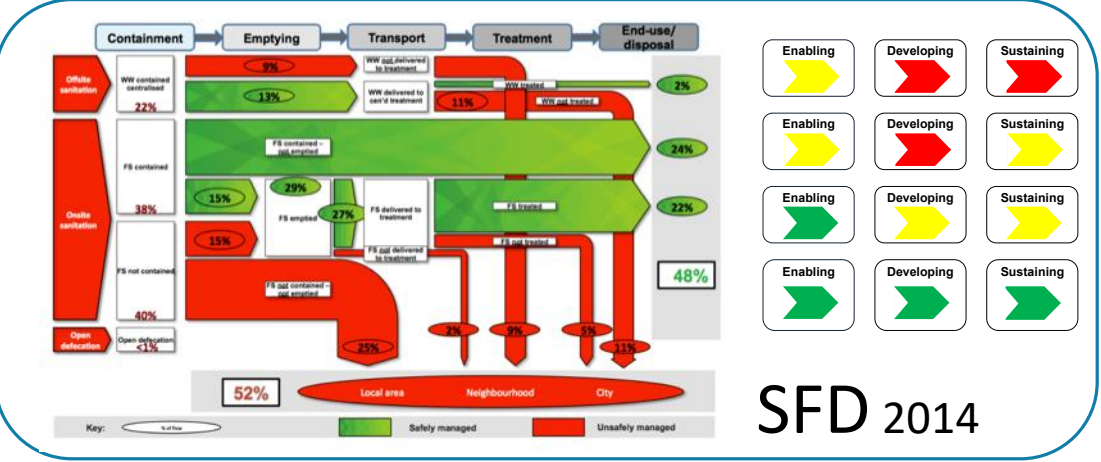 Containment
Emptying
Transport
Treatment
End-use/
disposal
Offsite
sanitation
WW contained
centralised
22%
9%
WW not delivered
to treatment
13%
WW delivered to
cen'd treatment
11%
WW treated
WW not treated
2%
Onsite
sanitation
FS contained
38%
FS contained –
not emptied
24%
15%
29%
FS emptied
27%
FS delivered to
treatment
FS treated
22%
15%
FS not delivered
to treatment
FS not treated
FS not contained
40%
FS not contained –
not emptied
48%
Open
defecation
Open defecation
<1%
25%
2%
9%
5%
11%
52%
Local area
Neighbourhood
City
Key:
% of flow
Safely managed
Unsafely managed
Enabling
Developing
Sustaining
Enabling
Developing
Sustaining
Enabling
Developing
Sustaining
Enabling
Developing
Sustaining
SFD 2014